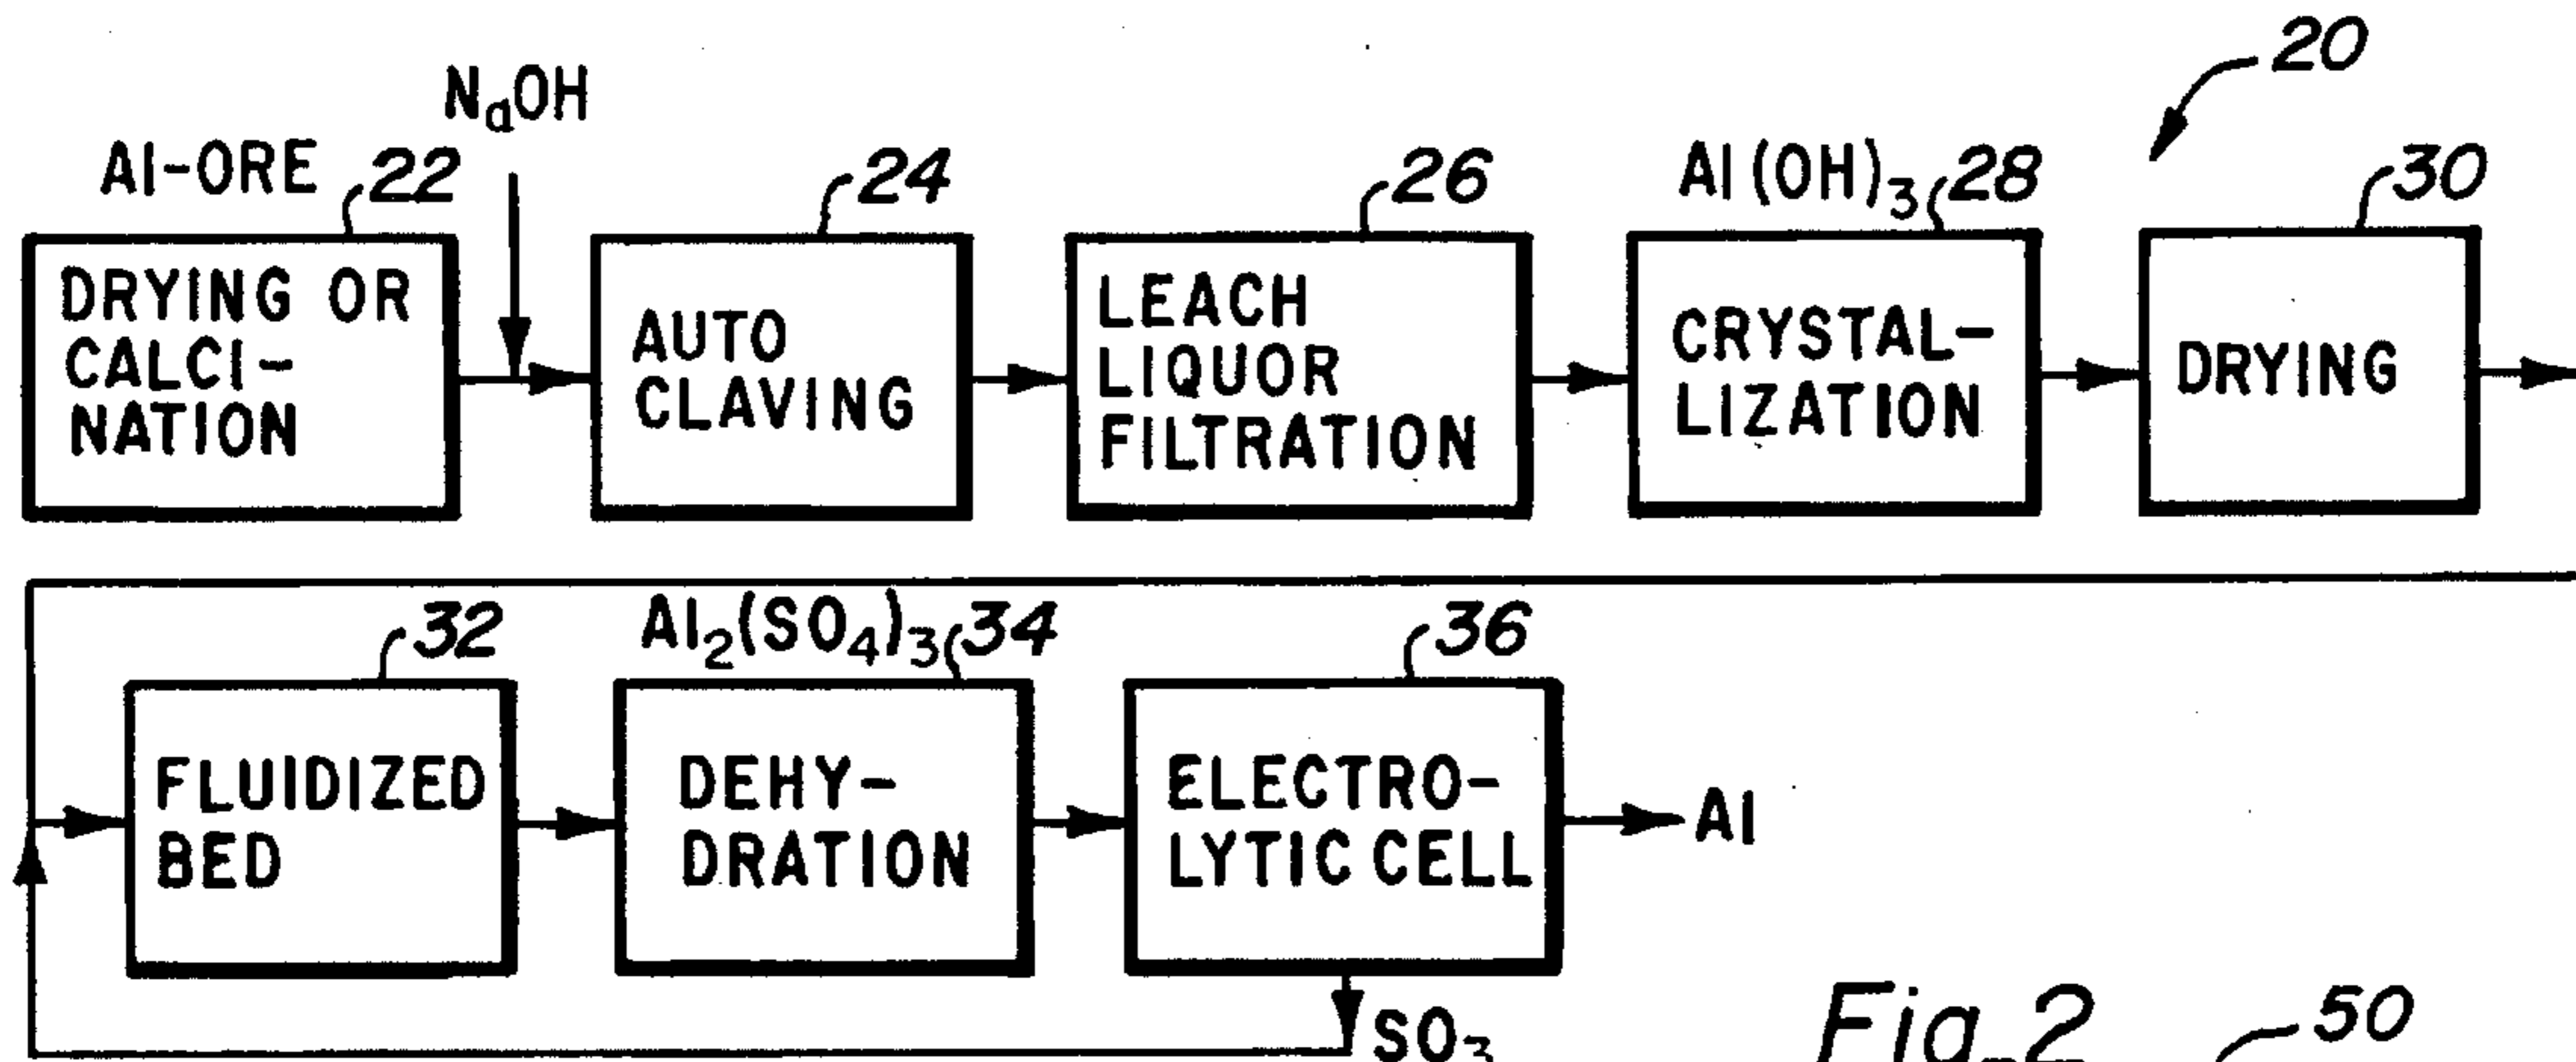 20
NaOH
Al-ORE 22
24
26
Al(OH)3 28
30
DRYING OR
CALCI-
NATION
AUTO
CLAVING
LEACH
LIQUOR
FILTRATION
CRYSTAL-
LIZATION
DRYING
32
Al2(SO4)3 34
36
FLUIDIZED
BED
DEHY-
DRATION
ELECTRO-
LYTIC CELL
Al
SO3
Fig.2
50